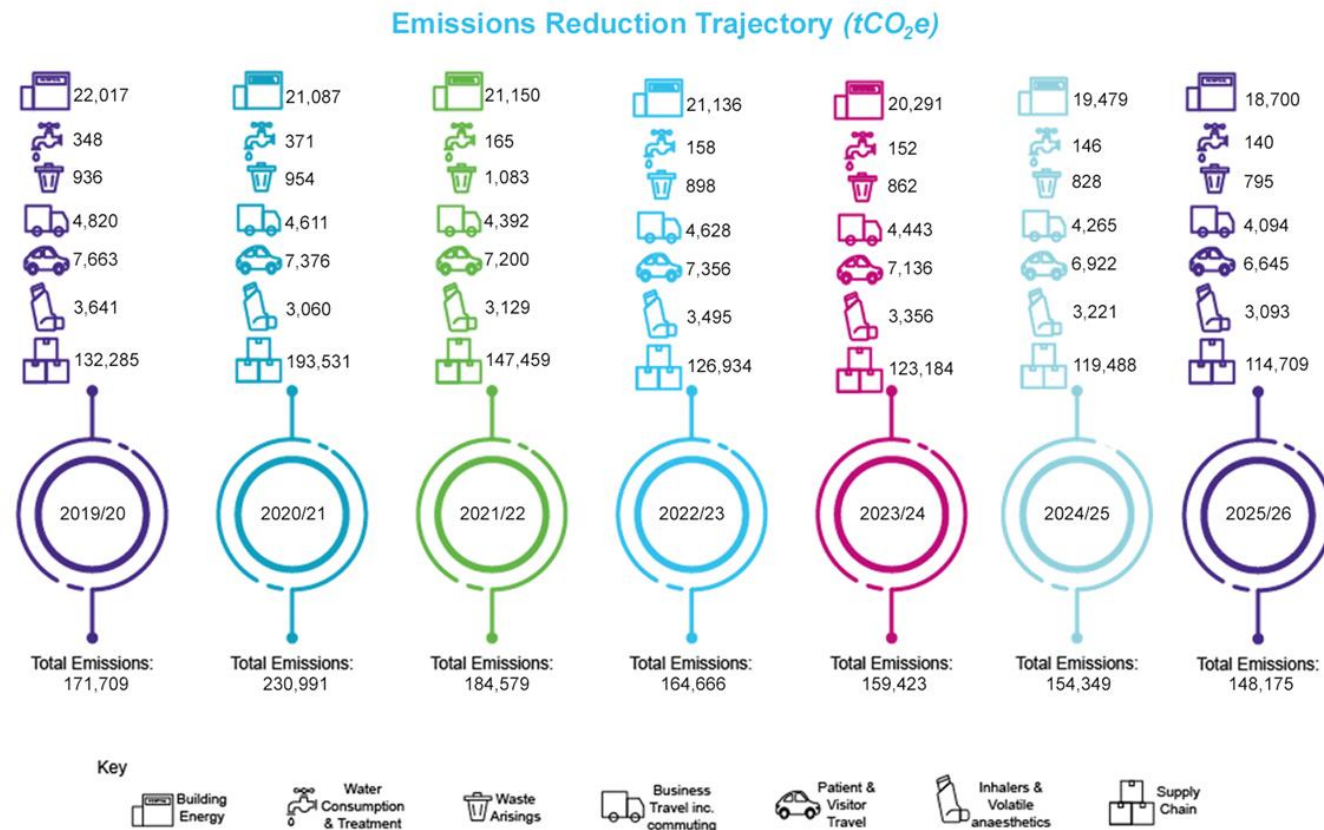 Emissions Reduction Trajectory (tCO₂e)
22,017
348
936
4,820
7,663
3,641
132,285
2019/20
Total Emissions:
171,709
21,087
371
954
4,611
7,376
3,060
193,531
2020/21
Total Emissions:
230,991
21,150
165
1,083
4,392
7,200
3,129
147,459
2021/22
Total Emissions:
184,579
21,136
158
898
4,628
7,356
3,495
126,934
2022/23
Total Emissions:
164,666
20,291
152
862
4,443
7,136
3,356
123,184
2023/24
Total Emissions:
159,423
19,479
146
828
4,265
6,922
3,221
119,488
2024/25
Total Emissions:
154,349
18,700
140
795
4,094
6,645
3,093
114,709
2025/26
Total Emissions:
148,175
Key
Building
Energy
Water
Consumption
& Treatment
Waste
Arisings
Business
Travel inc.
commuting
Patient &
Visitor
Travel
Inhalers &
Volatile
anaesthetics
Supply
Chain